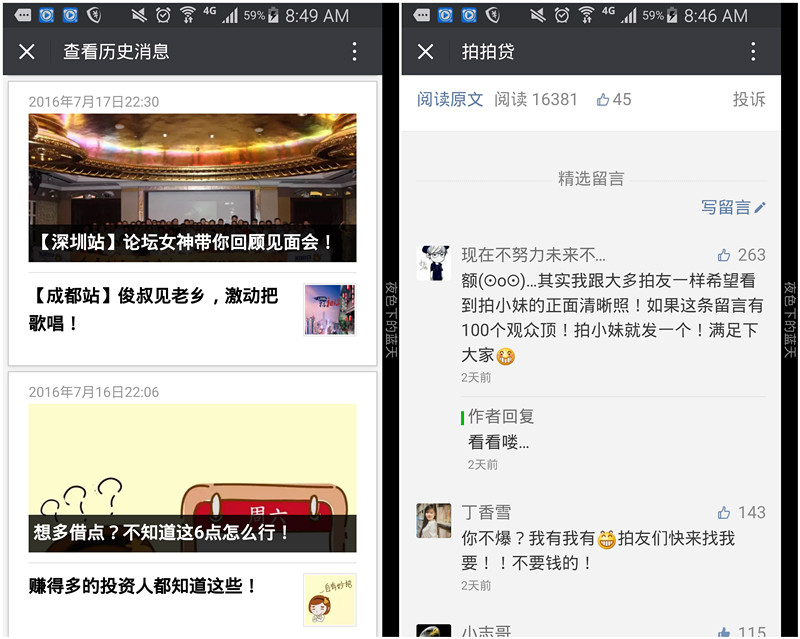 4G
59%
8:49 AM
查看历史消息
2016年7月17日22:30
【深圳站】论坛女神带你回顾见面会！
【成都站】俊叔见老乡，激动把
歌唱！
2016年7月16日22:06
周六
想多借点？不知道这6点怎么行！
赚得多的投资人都知道这些！
夜色下的蓝天
4G
59%
8:46 AM
拍拍贷
阅读原文 阅读 16381 45 投诉
精选留言
写留言
现在不努力未来不... 263
额(⊙o⊙)...其实我跟大多拍友一样希望看
到拍小妹的正面清晰照！如果这条留言有
100个观众顶！拍小妹就发一个！满足下
大家
2天前
作者回复
看看喽...
2天前
丁香雪 143
你不爆？我有我有拍友们快来找我
要！！不要钱的！
2天前
小志哥 115
夜色下的蓝天